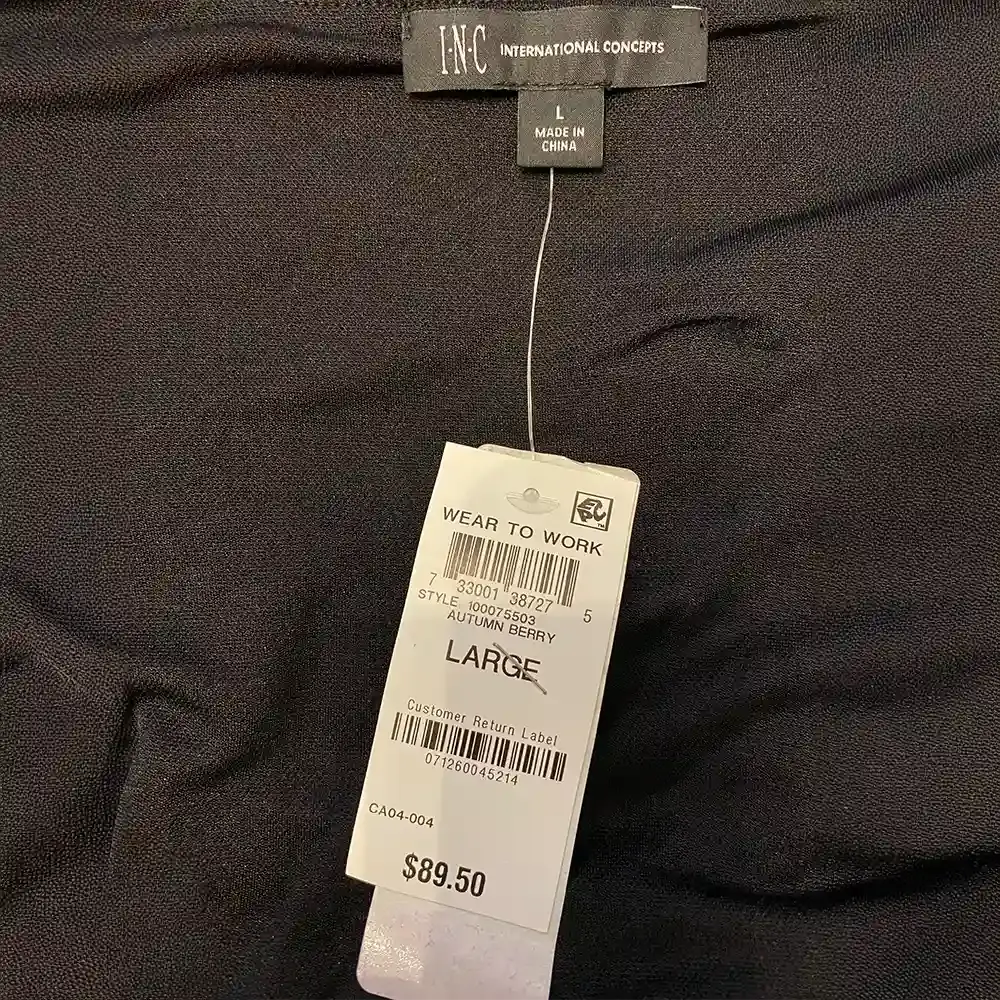 I·N·C INTERNATIONAL CONCEPTS
L
MADE IN
CHINA
WEAR TO WORK
7 33001 38727 5
STYLE 100075503
AUTUMN BERRY
LARGE
Customer Return Label
071260045214
CA04-004
$89.50